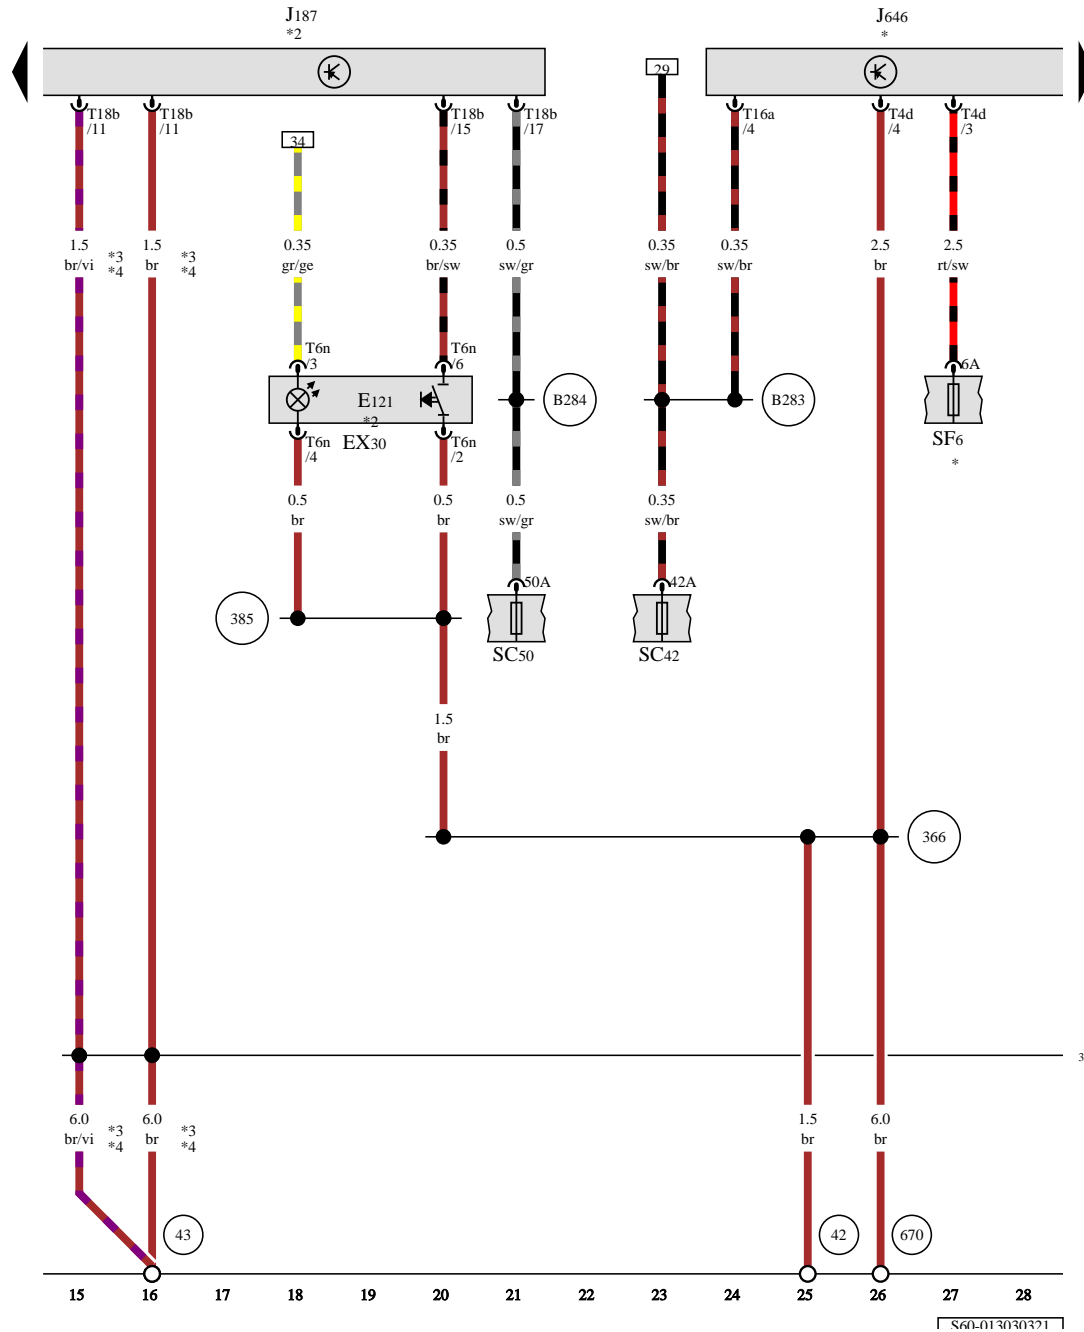 J187
*2
J646
*
29
T18b
/11
T18b
/11
T18b
/15
T18b
/17
T16a
/4
T4d
/4
T4d
/3
34
1.5
br/vi
*3
*4
1.5
br
*3
*4
0.35
gr/ge
0.35
br/sw
0.5
sw/gr
0.35
sw/br
0.35
sw/br
2.5
br
2.5
rt/sw
T6n
/3
T6n
/6
6A
E121
*2
B284
B283
T6n
/4
EX30
T6n
/2
SF6
*
0.5
br
0.5
br
0.5
sw/gr
0.35
sw/br
50A
42A
385
SC50
SC42
1.5
br
366
3
6.0
br/vi
*3
*4
6.0
br
*3
*4
1.5
br
6.0
br
43
42
670
15 16 17 18 19 20 21 22 23 24 25 26 27 28
S60-013030321